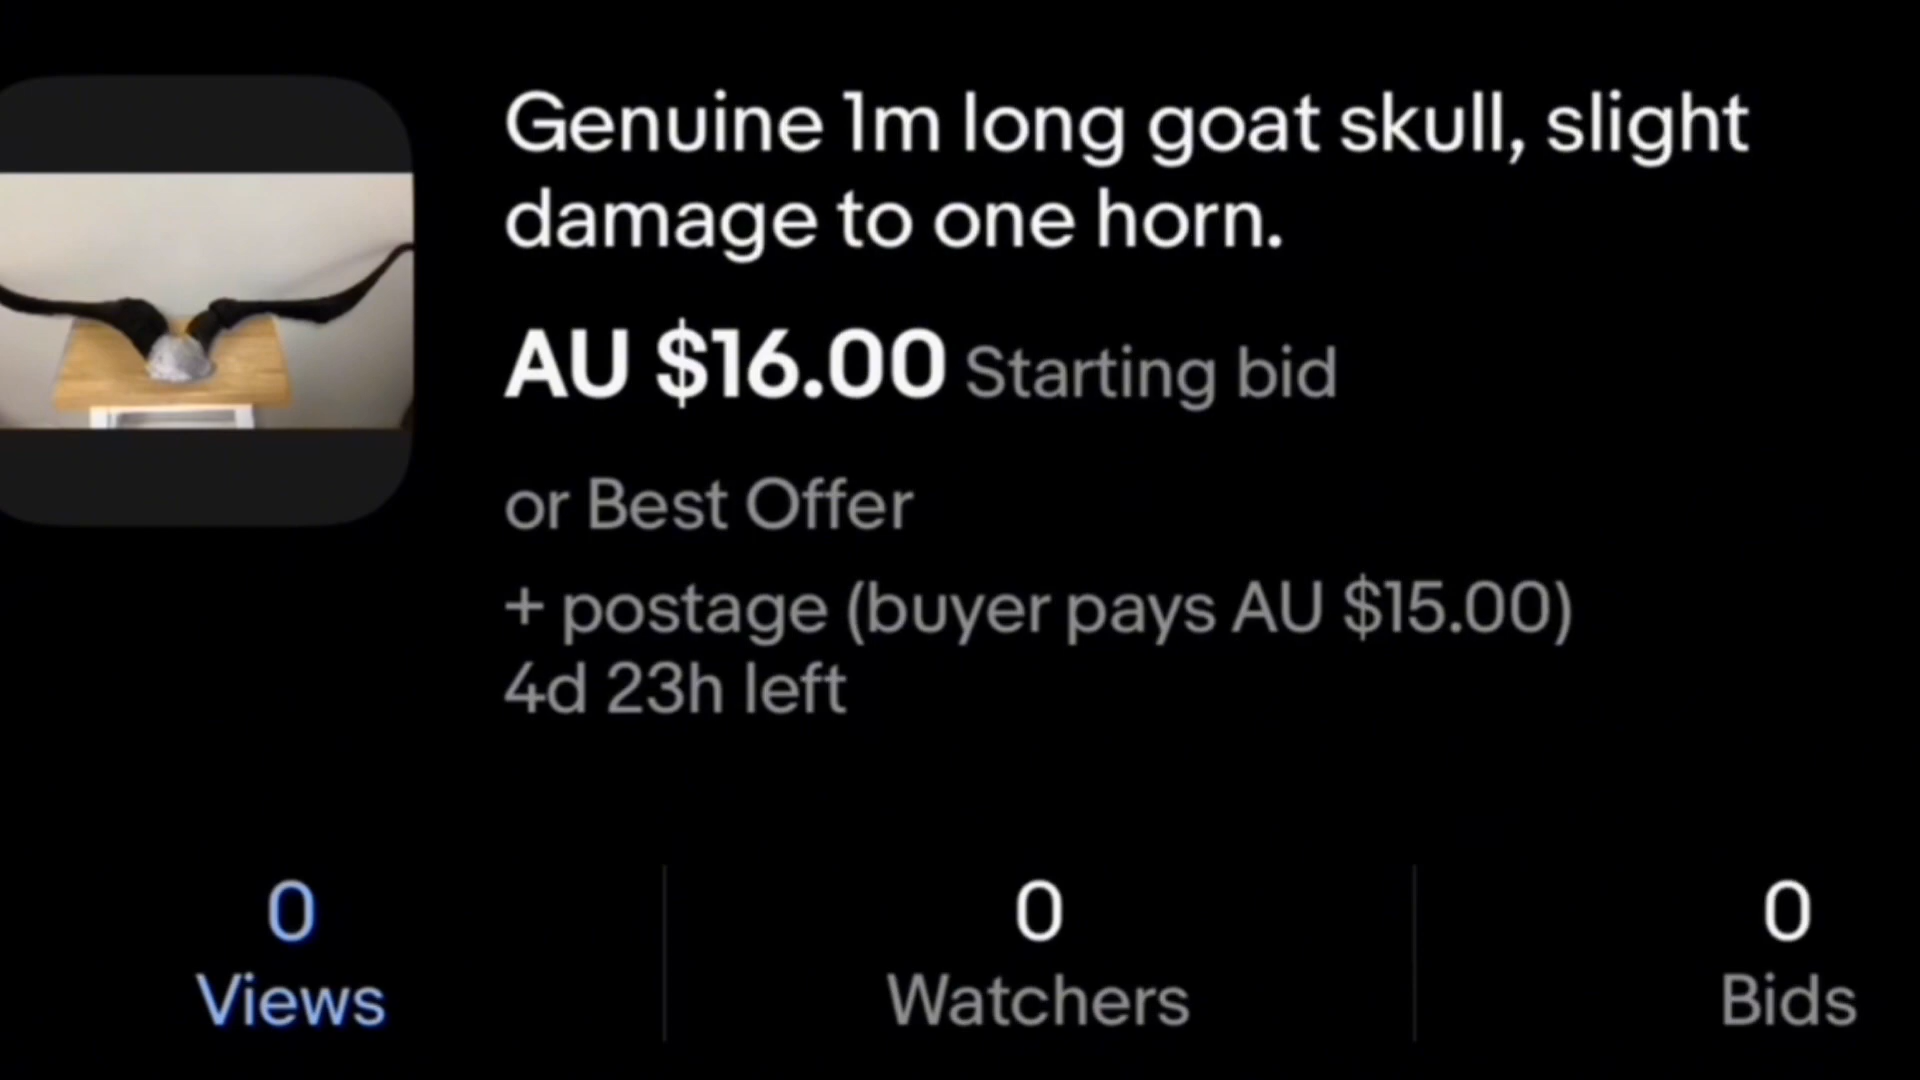 Genuine 1m long goat skull, slight
damage to one horn.
AU $16.00 Starting bid
or Best Offer
+ postage (buyer pays AU $15.00)
4d 23h left
0
Views
0
Watchers
0
Bids